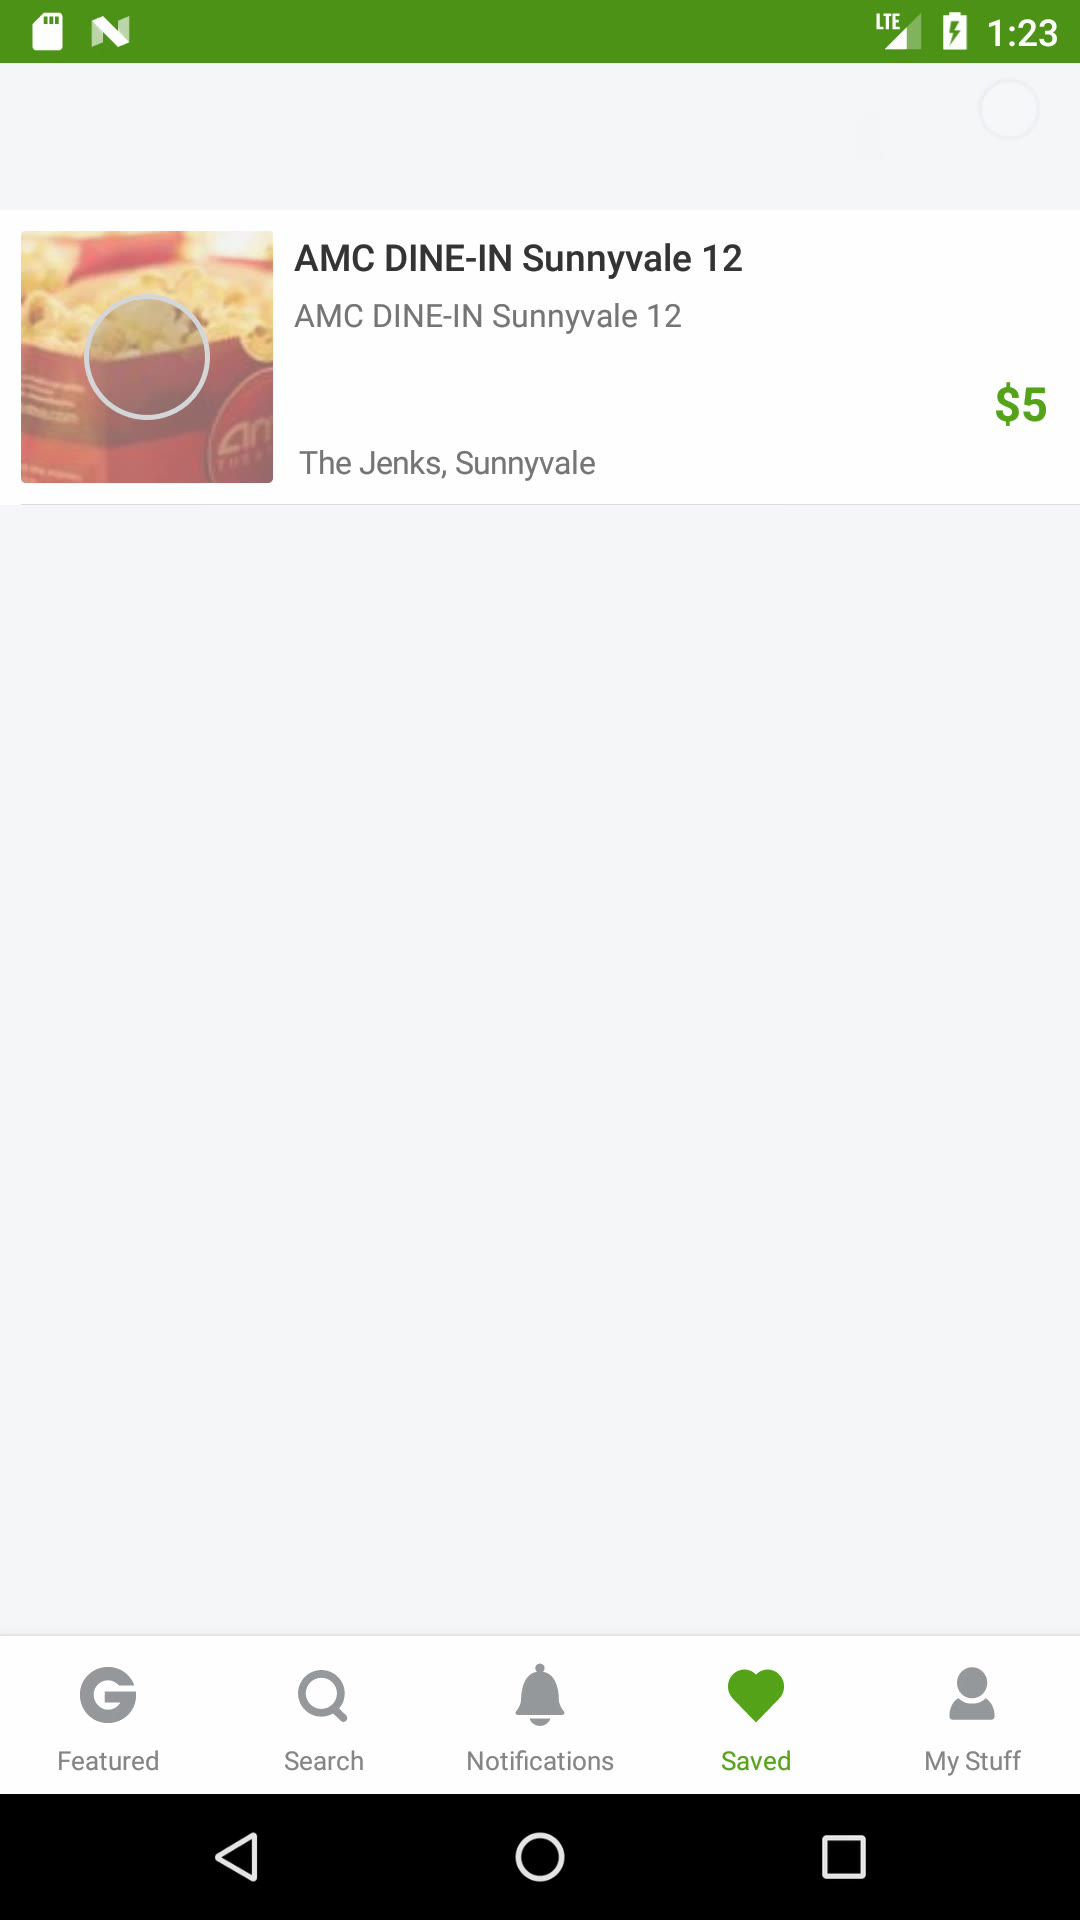 LTE 1:23
AMC DINE-IN Sunnyvale 12
AMC DINE-IN Sunnyvale 12
$5
The Jenks, Sunnyvale
Featured Search Notifications Saved My Stuff